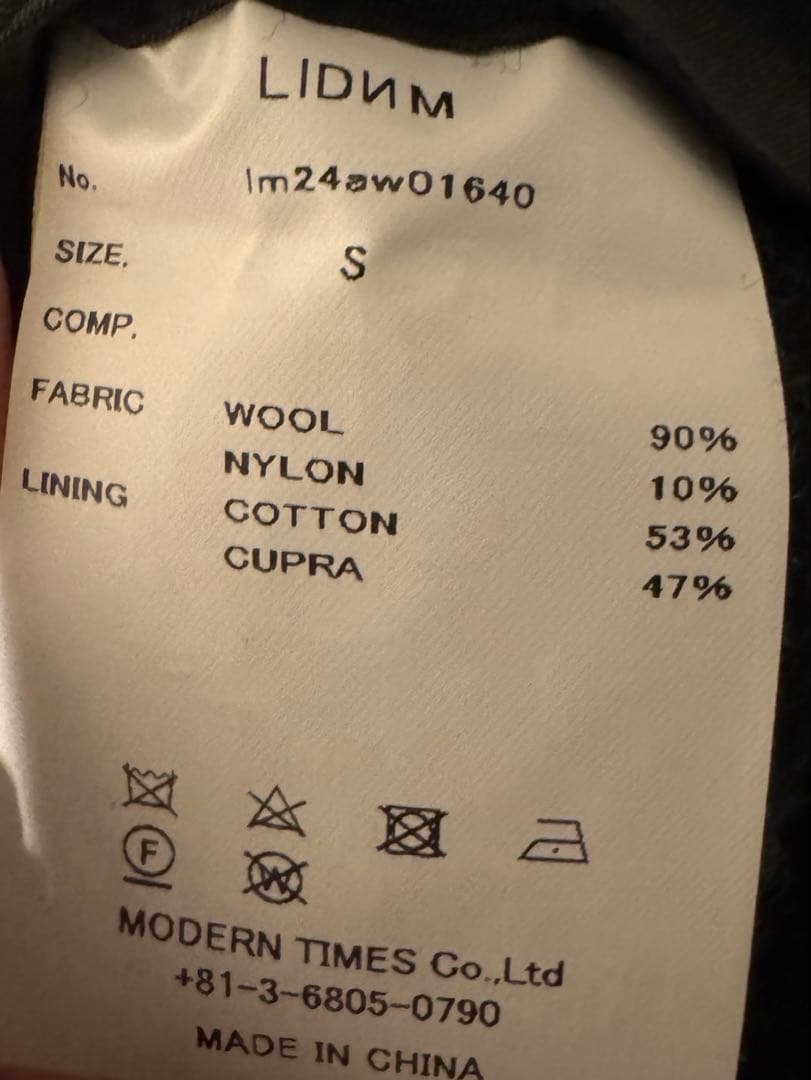 LIDИM
No. lm24aw01640
SIZE. S
COMP.
FABRIC WOOL 90%
NYLON 10%
LINING COTTON 53%
CUPRA 47%
F W
MODERN TIMES Co.,Ltd
+81-3-6805-0790
MADE IN CHINA